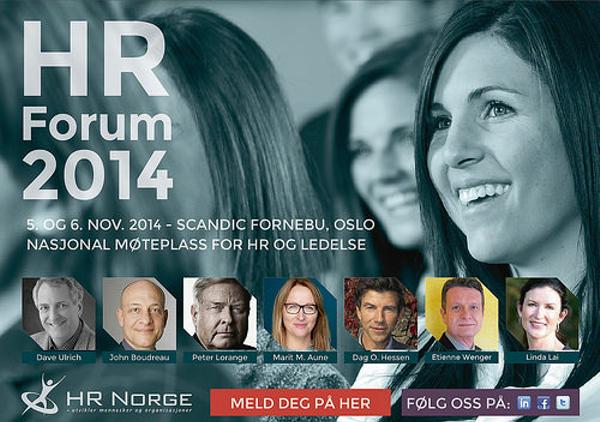 HR
Forum
2014
5. OG 6. NOV. 2014 - SCANDIC FORNEBU, OSLO
NASJONAL MØTEPLASS FOR HR OG LEDELSE
Dave Ulrich John Boudreau Peter Lorange Marit M. Aune Dag O. Hessen Etienne Wenger Linda Lai
HR NORGE
- utvikler mennesker og organisasjoner
MELD DEG PÅ HER
FØLG OSS PÅ: in f t